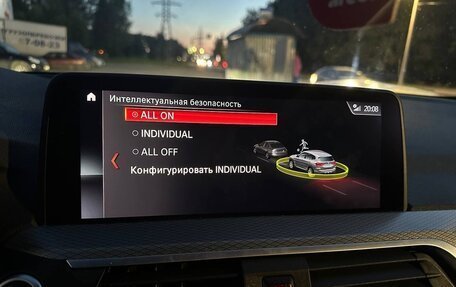 Интеллектуальная безопасность
20:08
ALL ON
INDIVIDUAL
ALL OFF
Конфигурировать INDIVIDUAL